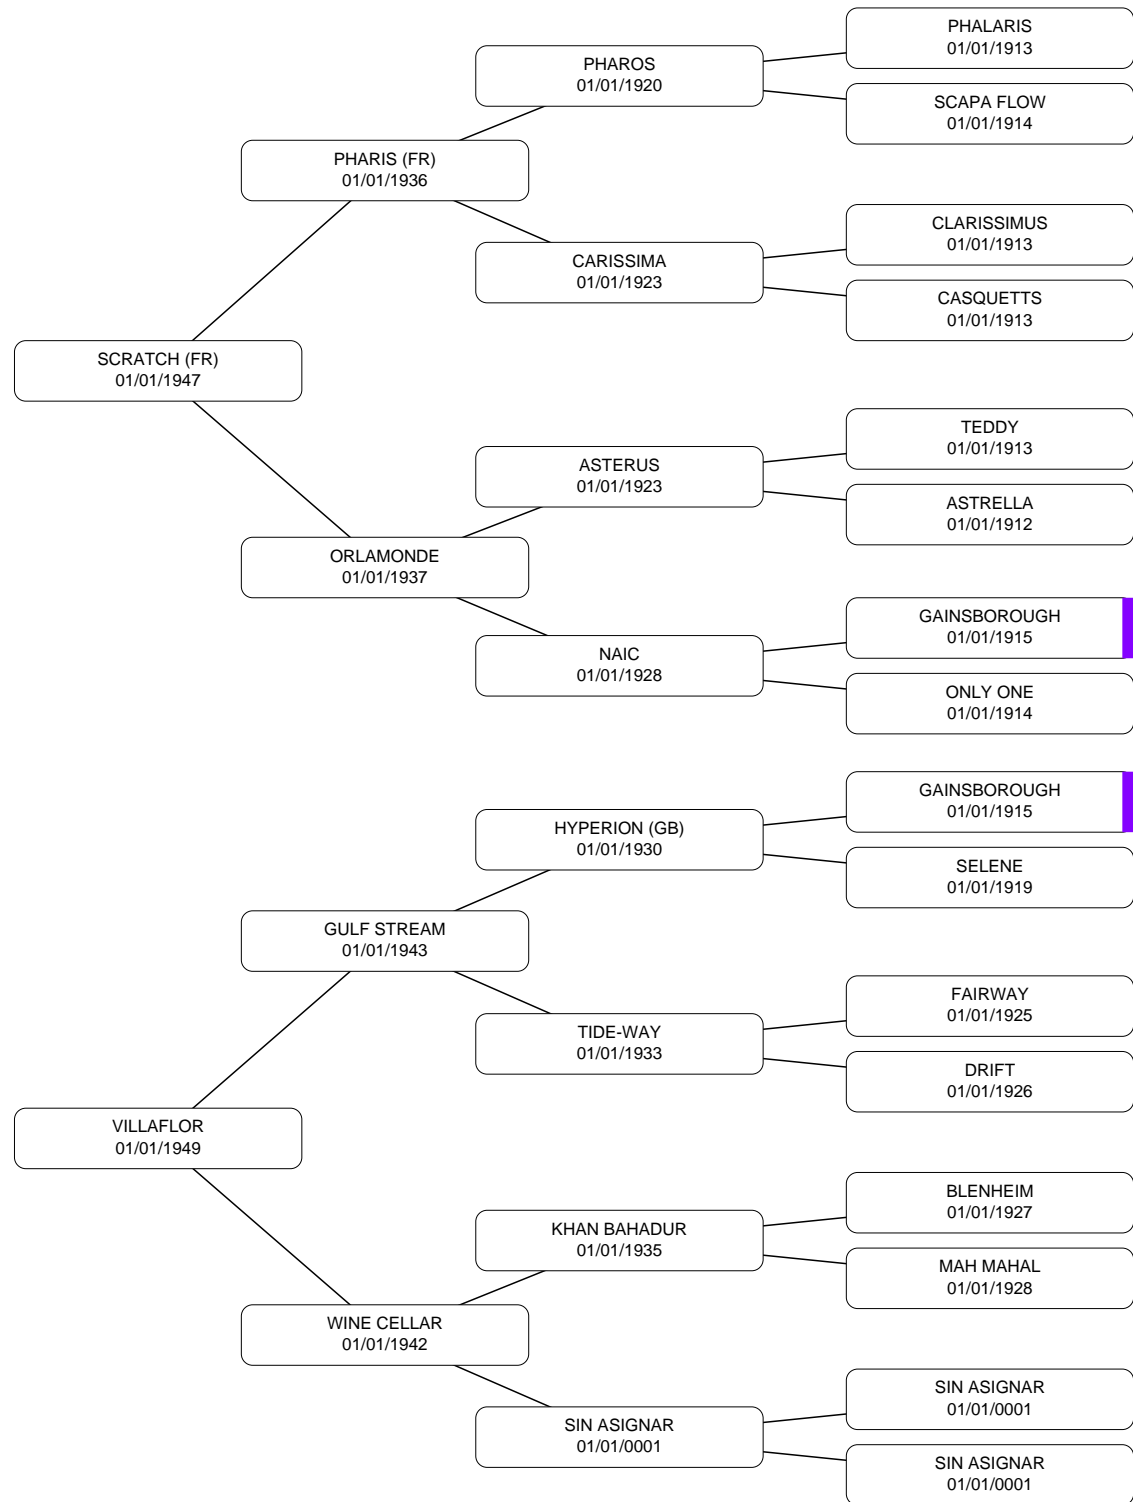 PHALARIS
01/01/1913
PHAROS
01/01/1920
SCAPA FLOW
01/01/1914
PHARIS (FR)
01/01/1936
CLARISSIMUS
01/01/1913
CARISSIMA
01/01/1923
CASQUETTS
01/01/1913
SCRATCH (FR)
01/01/1947
TEDDY
01/01/1913
ASTERUS
01/01/1923
ASTRELLA
01/01/1912
ORLAMONDE
01/01/1937
GAINSBOROUGH
01/01/1915
NAIC
01/01/1928
ONLY ONE
01/01/1914
GAINSBOROUGH
01/01/1915
HYPERION (GB)
01/01/1930
SELENE
01/01/1919
GULF STREAM
01/01/1943
FAIRWAY
01/01/1925
TIDE-WAY
01/01/1933
DRIFT
01/01/1926
VILLAFLOR
01/01/1949
BLENHEIM
01/01/1927
KHAN BAHADUR
01/01/1935
MAH MAHAL
01/01/1928
WINE CELLAR
01/01/1942
SIN ASIGNAR
01/01/0001
SIN ASIGNAR
01/01/0001
SIN ASIGNAR
01/01/0001